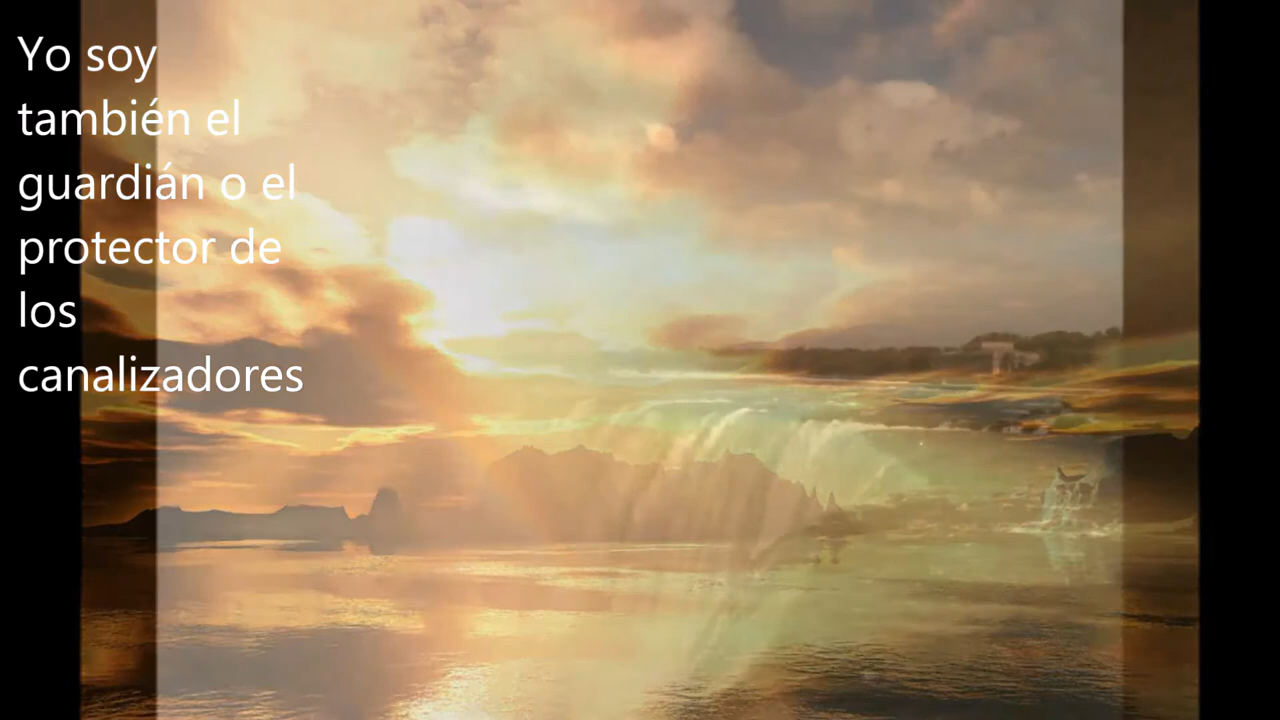 Yo soy
también el
guardián o el
protector de
los
canalizadores